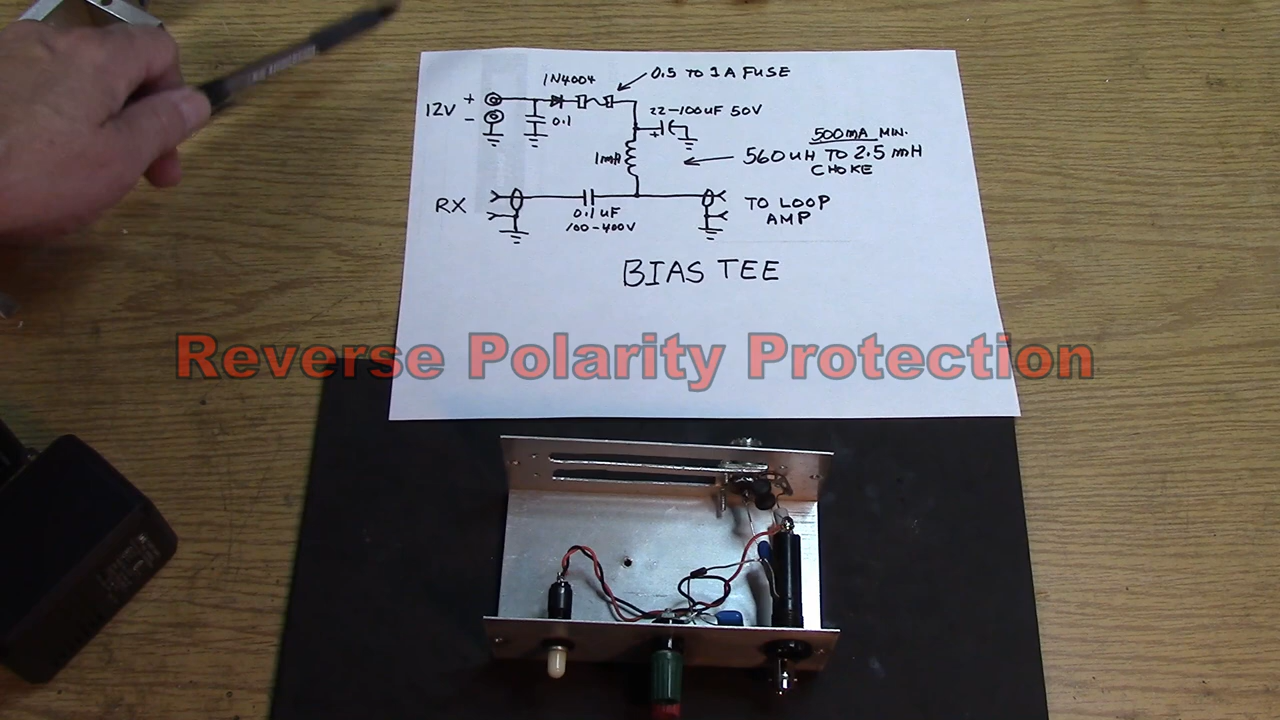 1N4004
0.5 TO 1A FUSE
12V + -
0.1
22-100UF 50V
500MA MIN.
1mH
560UH TO 2.5 MH
CHOKE
RX
0.1UF
100-400V
TO LOOP
AMP
BIAS TEE
Reverse Polarity Protection